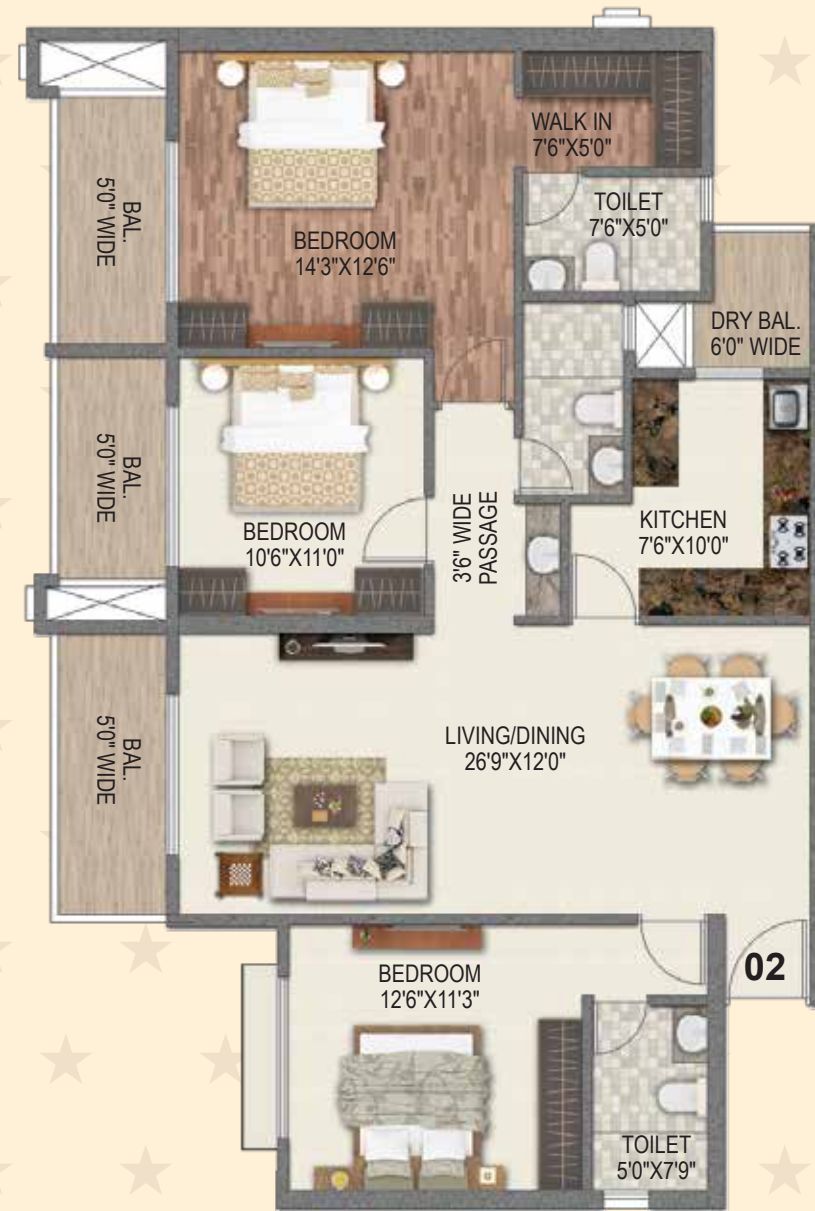 WALK IN
7'6"X5'0"
BAL.
5'0" WIDE
TOILET
7'6"X5'0"
BEDROOM
14'3"X12'6"
DRY BAL.
6'0" WIDE
BAL.
5'0" WIDE
BEDROOM
10'6"X11'0"
3'6" WIDE
PASSAGE
KITCHEN
7'6"X10'0"
BAL.
5'0" WIDE
LIVING/DINING
26'9"X12'0"
02
BEDROOM
12'6"X11'3"
TOILET
5'0"X7'9"